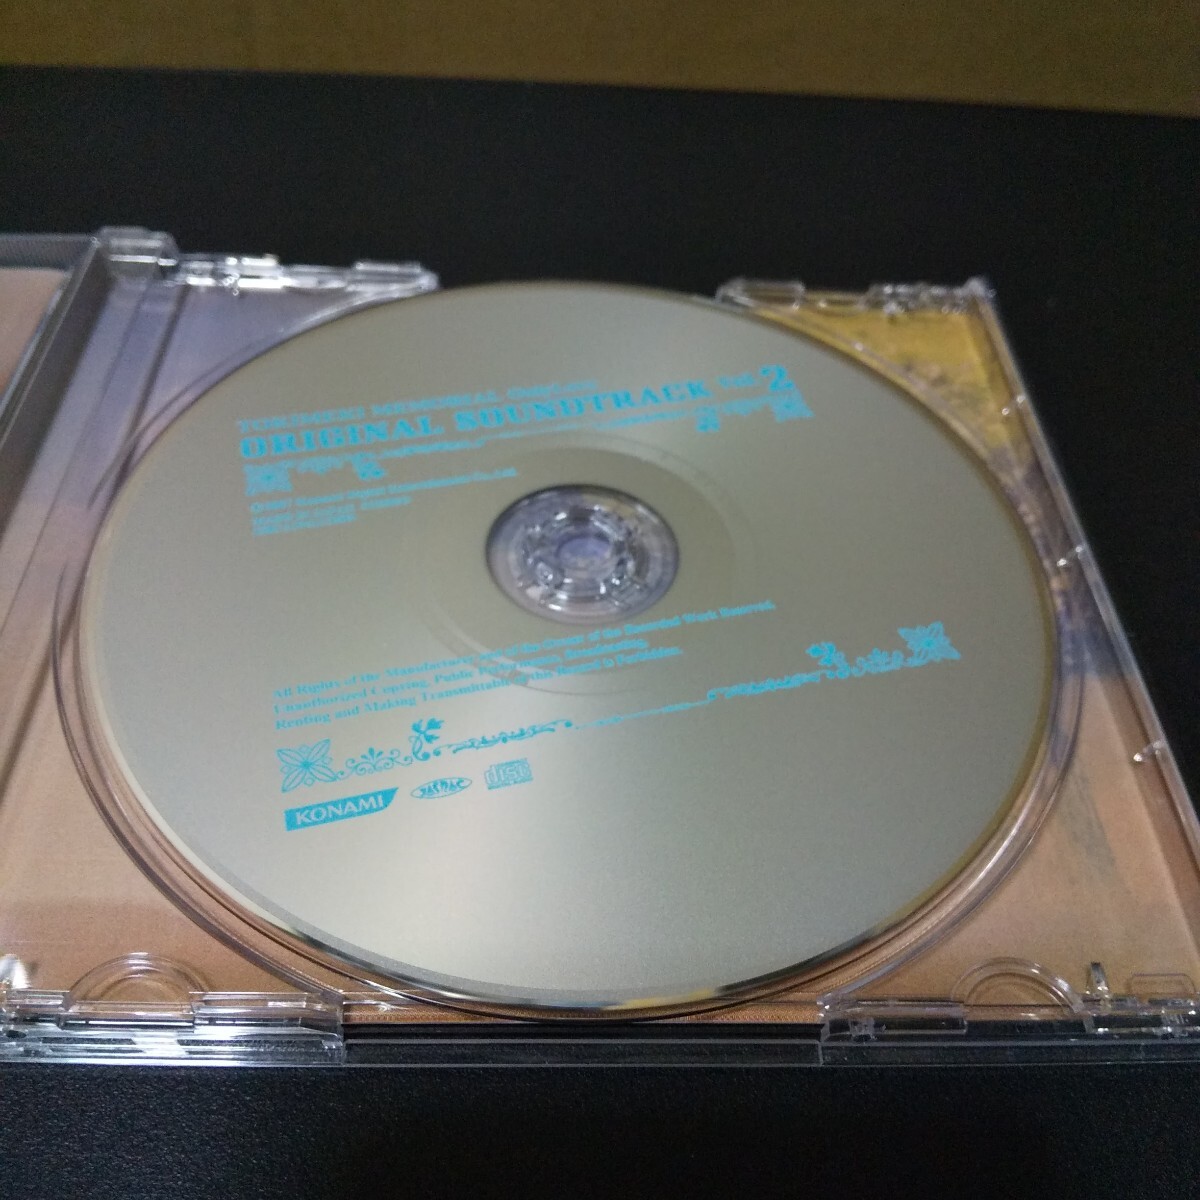 TOKIMEKI MEMORIAL
ORIGINAL SOUNDTRACK Vol. 2
All Rights of the Manufacturer and of the Owner of the Recorded Work Reserved.
Unauthorized Copying, Public Performance, Broadcasting,
Renting and Making Transmittable of this Record is Forbidden.
KONAMI
disc